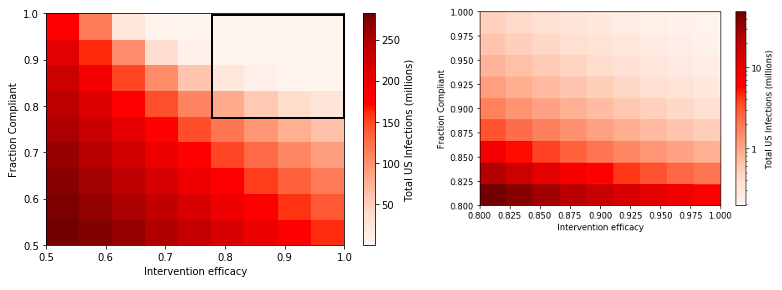 1.0
0.9
0.8
0.7
0.6
0.5
Fraction Compliant
0.5 0.6 0.7 0.8 0.9 1.0
Intervention efficacy
250
200
150
100
50
Total US Infections (millions)
1.000
0.975
0.950
0.925
0.900
0.875
0.850
0.825
0.800
Fraction Compliant
0.800 0.825 0.850 0.875 0.900 0.925 0.950 0.975 1.000
Intervention efficacy
10
1
Total US Infections (millions)